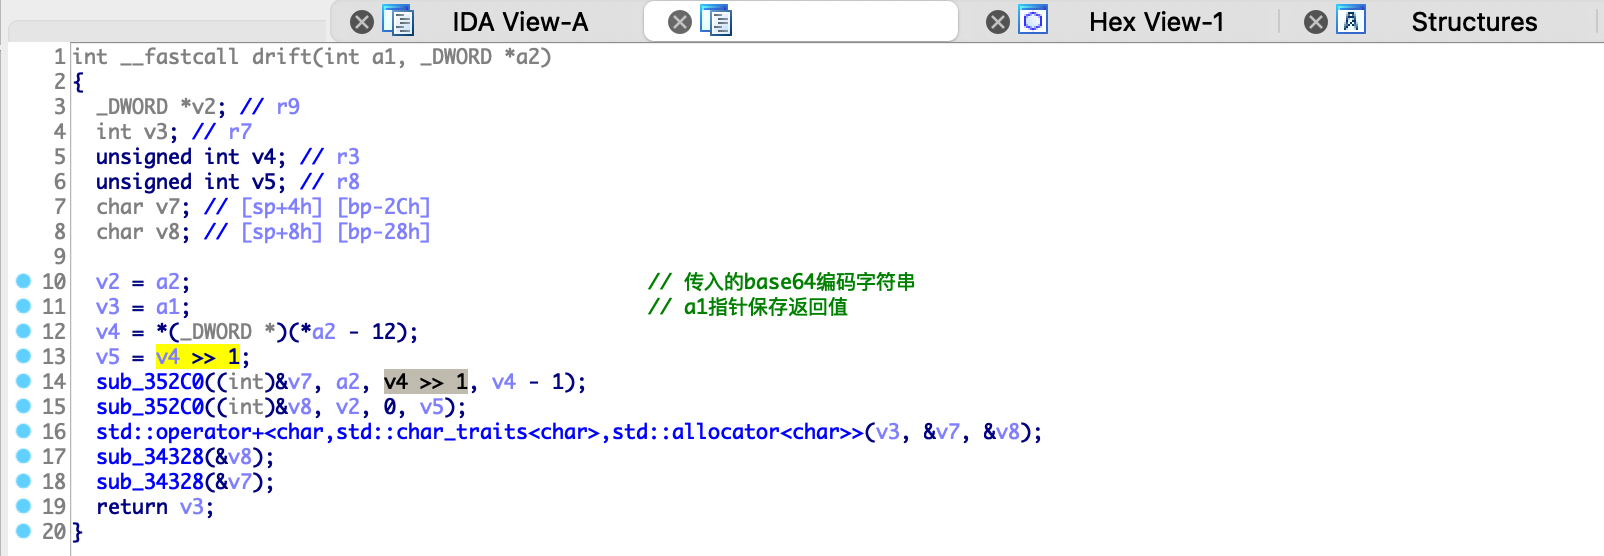 IDA View-A Hex View-1 Structures
1 int __fastcall drift(int a1, _DWORD *a2)
2 {
3 _DWORD *v2; // r9
4 int v3; // r7
5 unsigned int v4; // r3
6 unsigned int v5; // r8
7 char v7; // [sp+4h] [bp-2Ch]
8 char v8; // [sp+8h] [bp-28h]
9
10 v2 = a2; // 传入的base64编码字符串
11 v3 = a1; // a1指针保存返回值
12 v4 = *(_DWORD *)(*a2 - 12);
13 v5 = v4 >> 1;
14 sub_352C0((int)&v7, a2, v4 >> 1, v4 - 1);
15 sub_352C0((int)&v8, v2, 0, v5);
16 std::operator+<char,std::char_traits<char>,std::allocator<char>>(v3, &v7, &v8);
17 sub_34328(&v8);
18 sub_34328(&v7);
19 return v3;
20 }